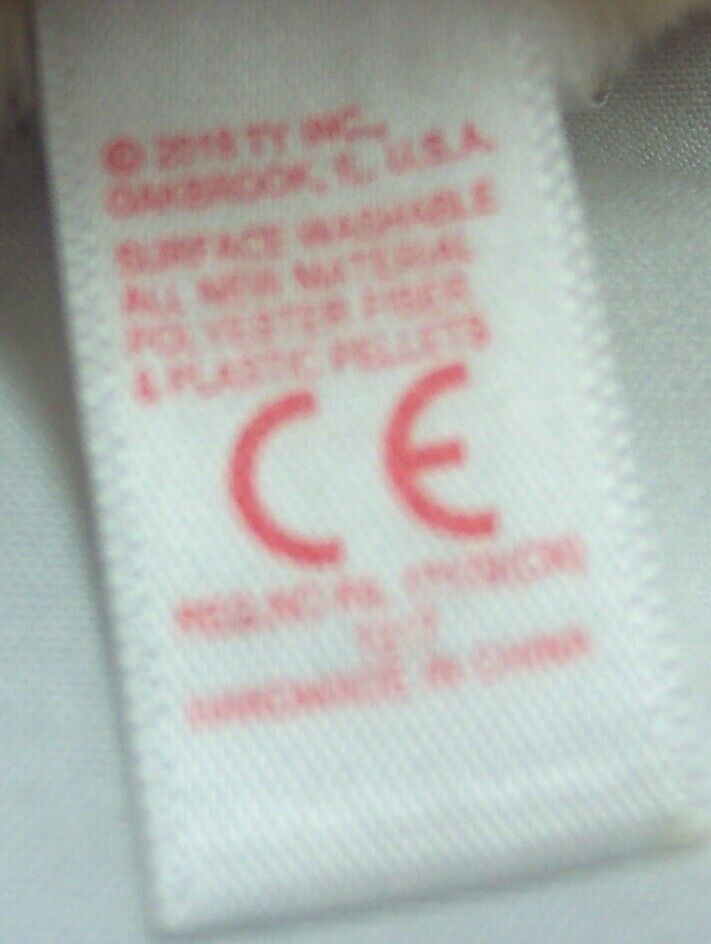 © 2015 TY INC.,
OAKBROOK, IL. U.S.A.
SURFACE WASHABLE
ALL NEW MATERIAL
POLYESTER FIBER
& PLASTIC PELLETS
CE
REG.NO PA.
HANDMADE IN CHINA